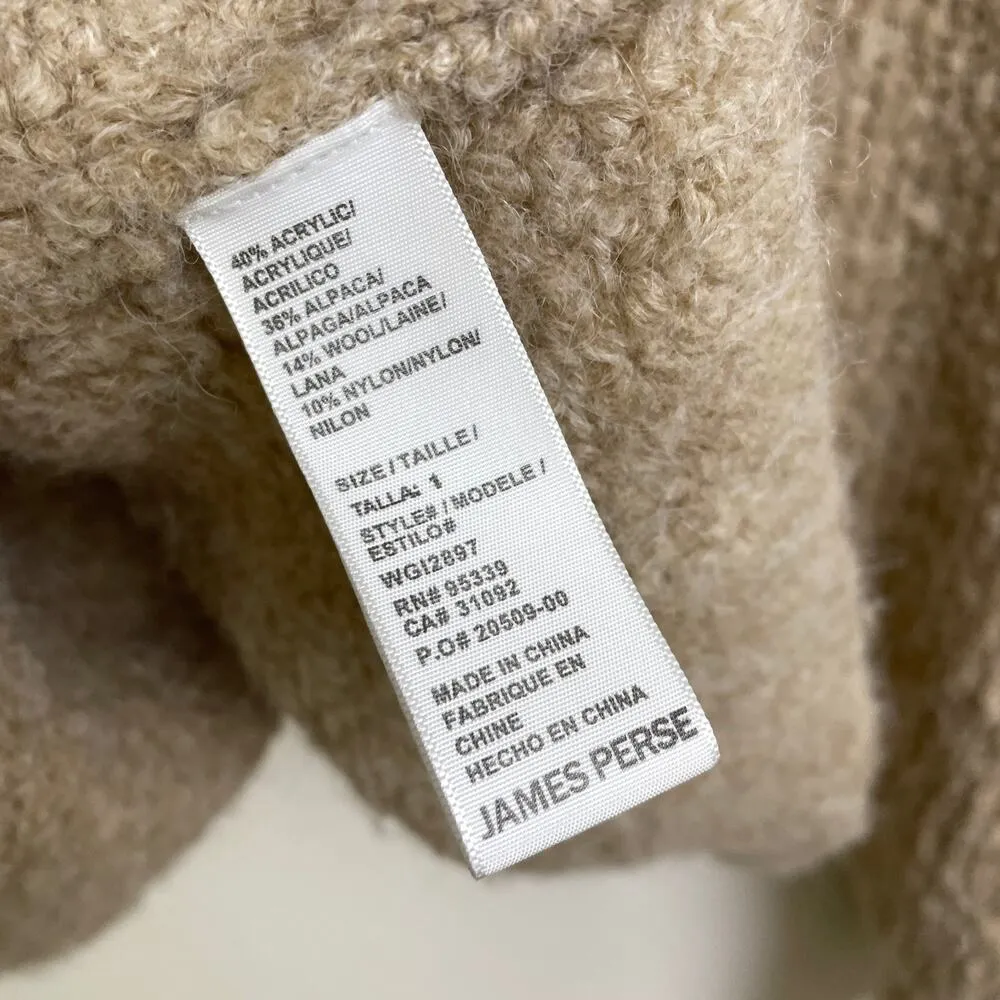 40% ACRYLIC/
ACRYLIQUE/
ACRILICO
36% ALPACA/
ALPAGA/ALPACA
14% WOOL/LAINE/
LANA
10% NYLON/NYLON/
NILON
SIZE/TAILLE/
TALLA: 1
STYLE#/MODELE/
ESTILO#
WGI2897
RN# 95339
CA# 31092
P.O# 20509-00
MADE IN CHINA
FABRIQUE EN
CHINE
HECHO EN CHINA
JAMES PERSE